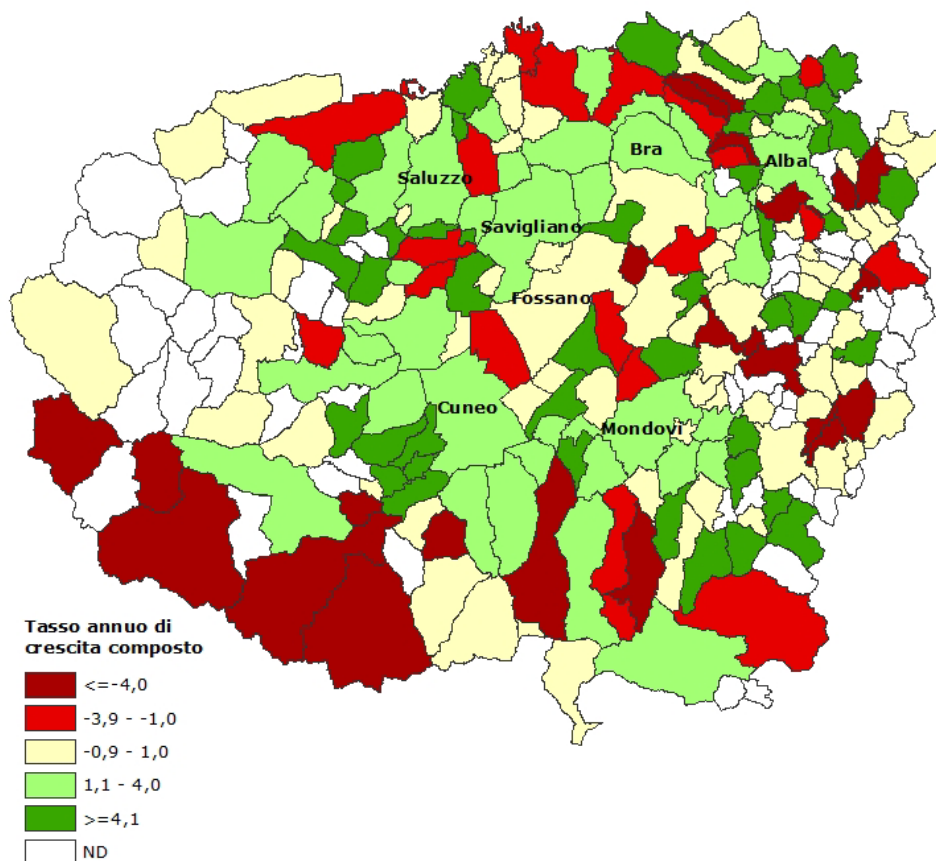 Bra
Alba
Saluzzo
Savigliano
Fossano
Cuneo
Mondovì
Tasso annuo di
crescita composto
<=-4,0
-3,9 - -1,0
-0,9 - 1,0
1,1 - 4,0
>=4,1
ND